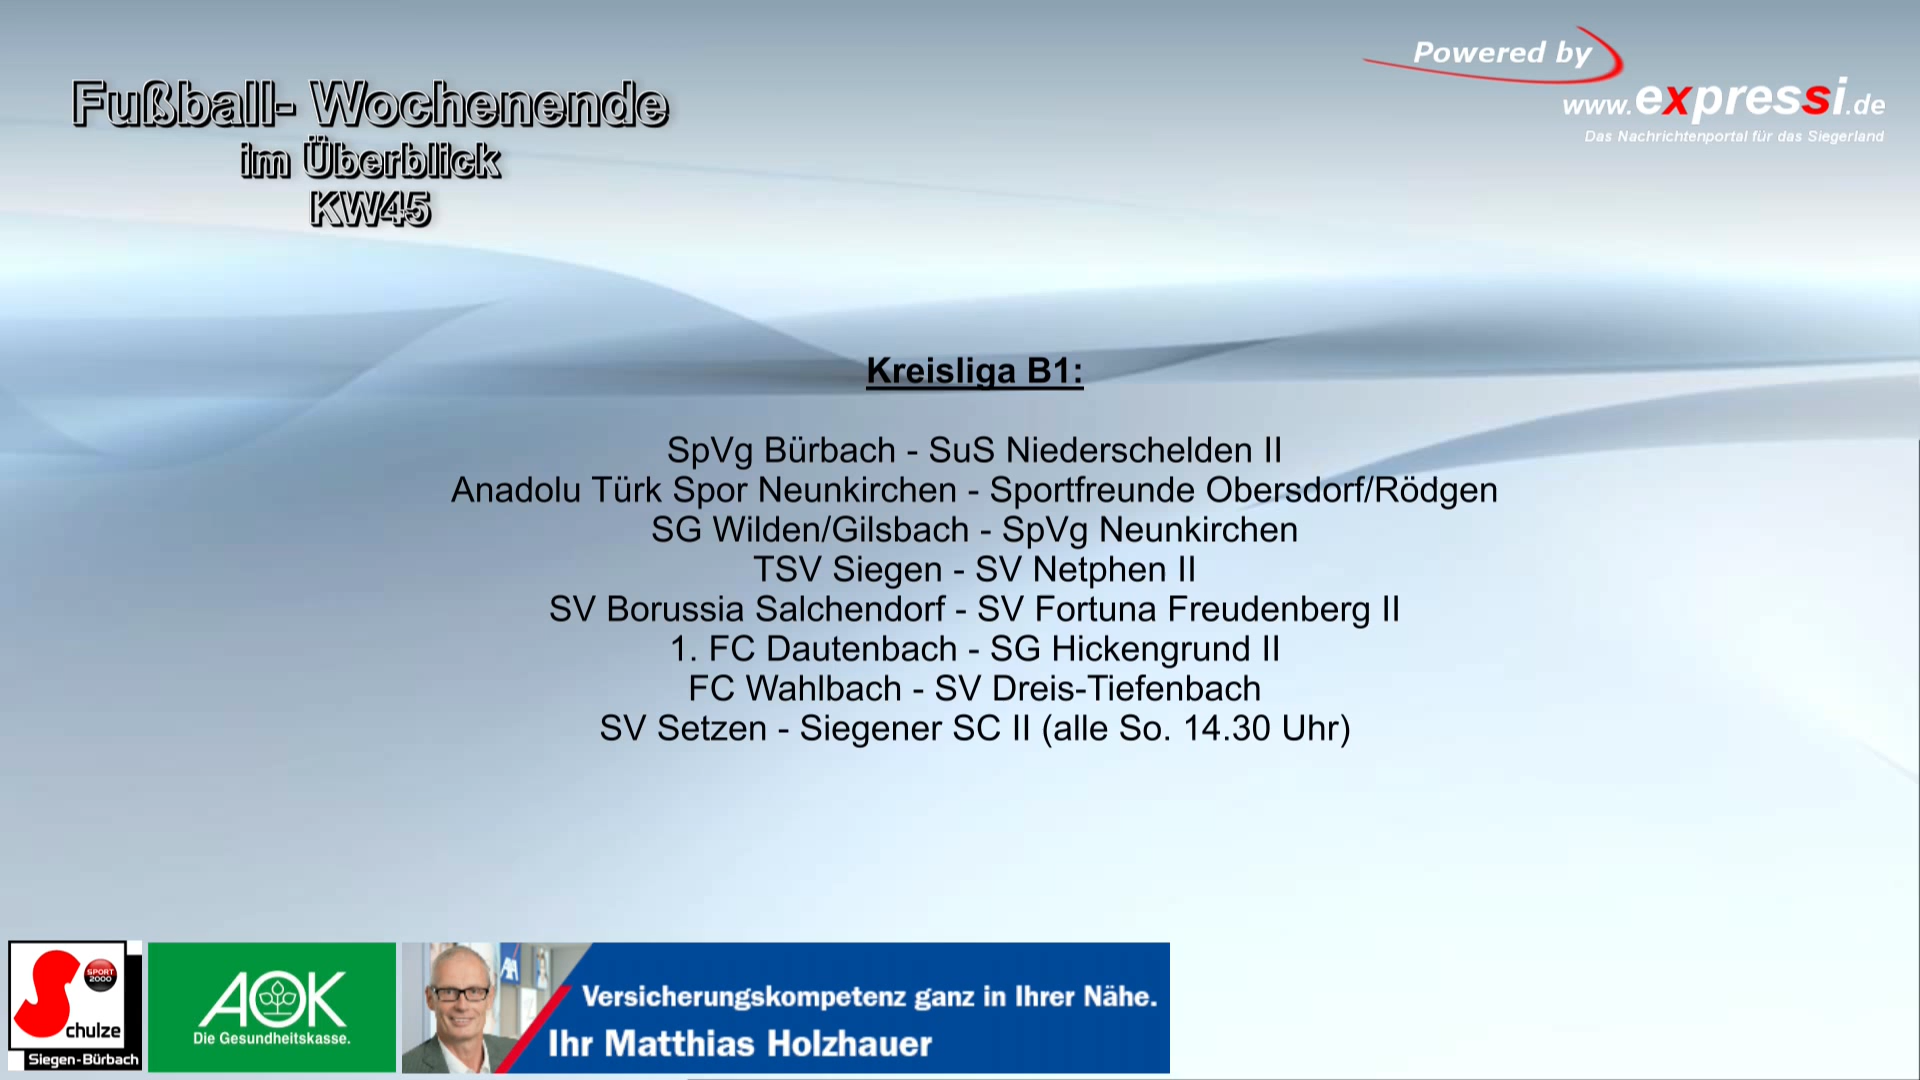 Fußball- Wochenende
im Überblick
KW45
Powered by
www.expressi.de
Das Nachrichtenportal für das Siegerland
Kreisliga B1:
SpVg Bürbach - SuS Niederschelden II
Anadolu Türk Spor Neunkirchen - Sportfreunde Obersdorf/Rödgen
SG Wilden/Gilsbach - SpVg Neunkirchen
TSV Siegen - SV Netphen II
SV Borussia Salchendorf - SV Fortuna Freudenberg II
1. FC Dautenbach - SG Hickengrund II
FC Wahlbach - SV Dreis-Tiefenbach
SV Setzen - Siegener SC II (alle So. 14.30 Uhr)
SPORT
2000
Schulze
Siegen-Bürbach
AOK
Die Gesundheitskasse.
AXA
Versicherungskompetenz ganz in Ihrer Nähe.
Ihr Matthias Holzhauer